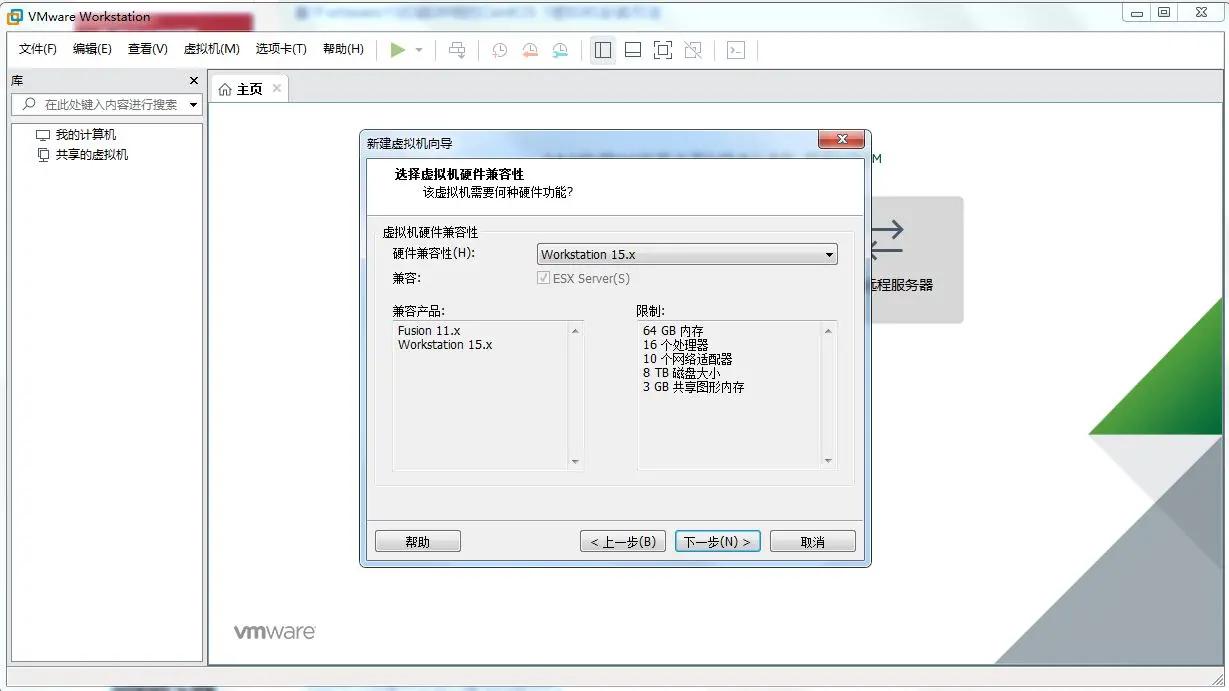 VMware Workstation
文件(F) 编辑(E) 查看(V) 虚拟机(M) 选项卡(T) 帮助(H)
库
在此处键入内容进行搜索
主页
我的计算机
共享的虚拟机
新建虚拟机向导
选择虚拟机硬件兼容性
该虚拟机需要何种硬件功能?
虚拟机硬件兼容性
硬件兼容性(H): Workstation 15.x
兼容: ESX Server(S)
兼容产品:
Fusion 11.x
Workstation 15.x
限制:
64 GB 内存
16 个处理器
10 个网络适配器
8 TB 磁盘大小
3 GB 共享图形内存
帮助 < 上一步(B) 下一步(N) > 取消
M
远程服务器
vmware